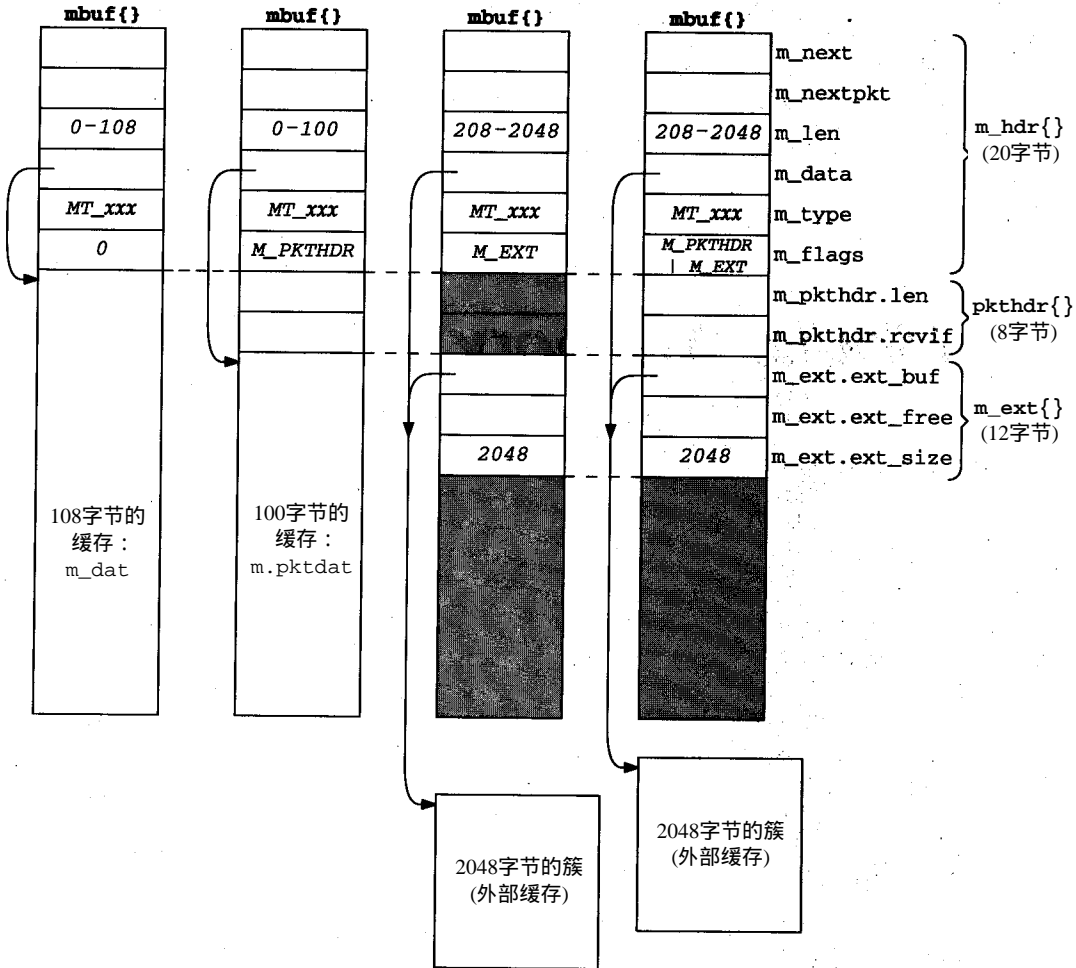 mbuf{}
mbuf{}
mbuf{}
mbuf{}
m_next
m_nextpkt
0-108
0-100
208-2048
208-2048
m_len
m_hdr{}
(20字节)
m_data
MT_xxx
MT_xxx
MT_xxx
MT_xxx
m_type
0
M_PKTHDR
M_EXT
M_PKTHDR
| M_EXT
m_flags
m_pkthdr.len
m_pkthdr.rcvif
pkthdr{}
(8字节)
m_ext.ext_buf
m_ext.ext_free
2048
2048
m_ext.ext_size
m_ext{}
(12字节)
108字节的
缓存：
m_dat
100字节的
缓存：
m.pktdat
2048字节的簇
(外部缓存)
2048字节的簇
(外部缓存)